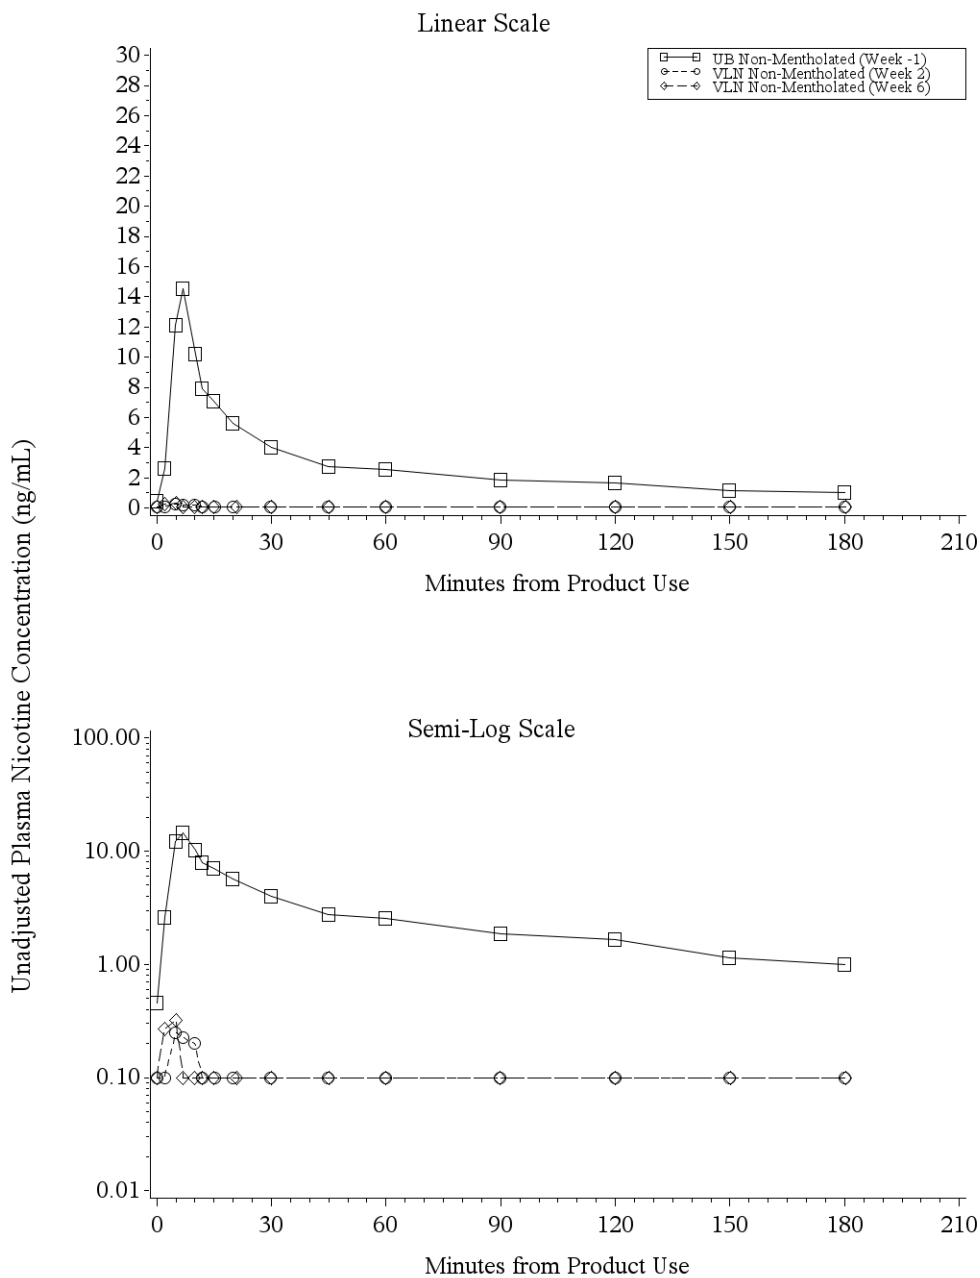 Linear Scale
UB Non-Mentholated (Week -1)
VLN Non-Mentholated (Week 2)
VLN Non-Mentholated (Week 6)
30
28
26
24
22
20
18
16
14
12
10
8
6
4
2
0
0 30 60 90 120 150 180 210
Minutes from Product Use
Unadjusted Plasma Nicotine Concentration (ng/mL)
Semi-Log Scale
100.00
10.00
1.00
0.10
0.01
0 30 60 90 120 150 180 210
Minutes from Product Use